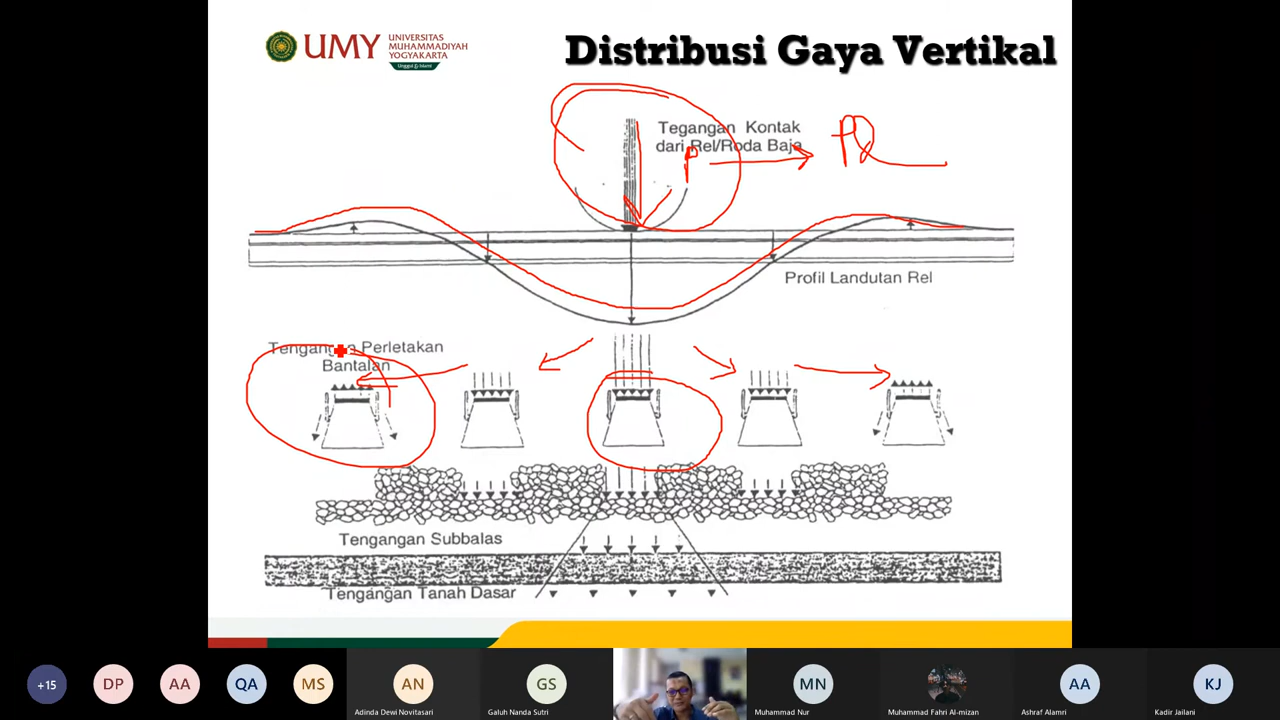 UMY
UNIVERSITAS
MUHAMMADIYAH
YOGYAKARTA
Unggul & Islami
Distribusi Gaya Vertikal
Tegangan Kontak
dari Rel/Roda Baja
P
Profil Landutan Rel
Tengangan Perletakan
Bantalan
Tengangan Subbalas
Tengangan Tanah Dasar
+15
DP
AA
QA
MS
AN
Adinda Dewi Novitasari
GS
Galuh Nanda Sutri
MN
Muhammad Nur
Muhammad Fahri Al-mizan
AA
Ashraf Alamri
KJ
Kadir Jailani